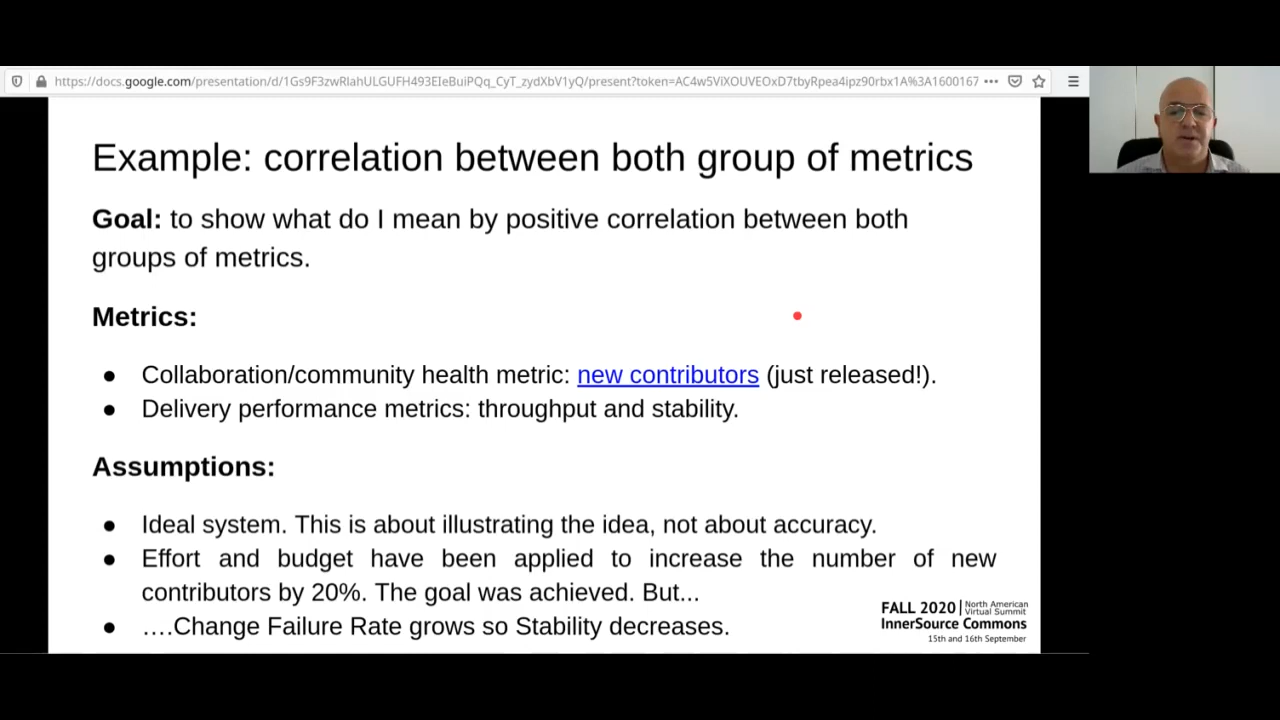 https://docs.google.com/presentation/d/1Gs9F3zwRlahULGUFH493EIeBuiPQq_CyT_zydXbV1yQ/present?token=AC4w5ViXOUVEOxD7tbyRpea4ipz90rbx1A%3A1600167
Example: correlation between both group of metrics
Goal: to show what do I mean by positive correlation between both
groups of metrics.
Metrics:
● Collaboration/community health metric: new contributors (just released!).
● Delivery performance metrics: throughput and stability.
Assumptions:
● Ideal system. This is about illustrating the idea, not about accuracy.
● Effort and budget have been applied to increase the number of new
contributors by 20%. The goal was achieved. But...
● ....Change Failure Rate grows so Stability decreases.
FALL 2020 | North American
Virtual Summit
InnerSource Commons
15th and 16th September